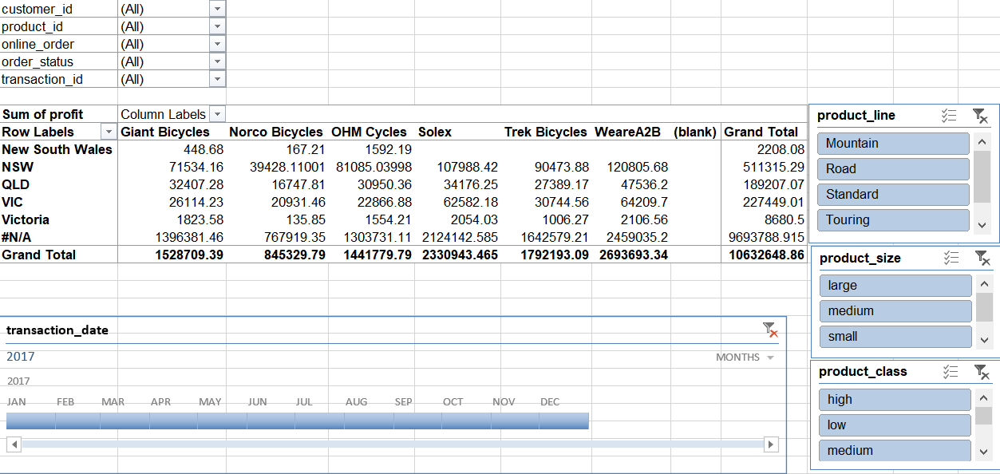 customer_id (All)
product_id (All)
online_order (All)
order_status (All)
transaction_id (All)
Sum of profit Column Labels
Row Labels Giant Bicycles Norco Bicycles OHM Cycles Solex Trek Bicycles WeareA2B (blank) Grand Total
New South Wales 448.68 167.21 1592.19 2208.08
NSW 71534.16 39428.11001 81085.03998 107988.42 90473.88 120805.68 511315.29
QLD 32407.28 16747.81 30950.36 34176.25 27389.17 47536.2 189207.07
VIC 26114.23 20931.46 22866.88 62582.18 30744.56 64209.7 227449.01
Victoria 1823.58 135.85 1554.21 2054.03 1006.27 2106.56 8680.5
#N/A 1396381.46 767919.35 1303731.11 2124142.585 1642579.21 2459035.2 9693788.915
Grand Total 1528709.39 845329.79 1441779.79 2330943.465 1792193.09 2693693.34 10632648.86
product_line
Mountain
Road
Standard
Touring
product_size
large
medium
small
product_class
high
low
medium
transaction_date
2017 MONTHS
2017
JAN FEB MAR APR MAY JUN JUL AUG SEP OCT NOV DEC